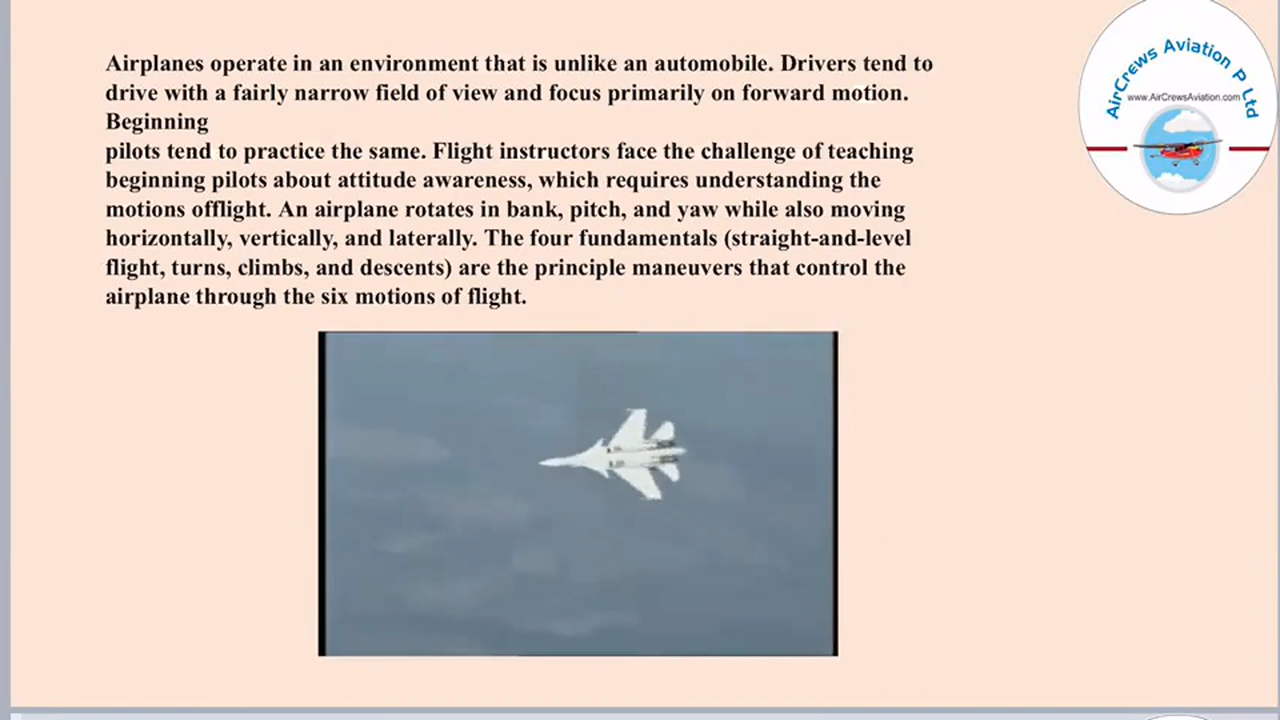 Airplanes operate in an environment that is unlike an automobile. Drivers tend to
drive with a fairly narrow field of view and focus primarily on forward motion.
Beginning
pilots tend to practice the same. Flight instructors face the challenge of teaching
beginning pilots about attitude awareness, which requires understanding the
motions offlight. An airplane rotates in bank, pitch, and yaw while also moving
horizontally, vertically, and laterally. The four fundamentals (straight-and-level
flight, turns, climbs, and descents) are the principle maneuvers that control the
airplane through the six motions of flight.
AirCrews Aviation P Ltd
www.AirCrewsAviation.com